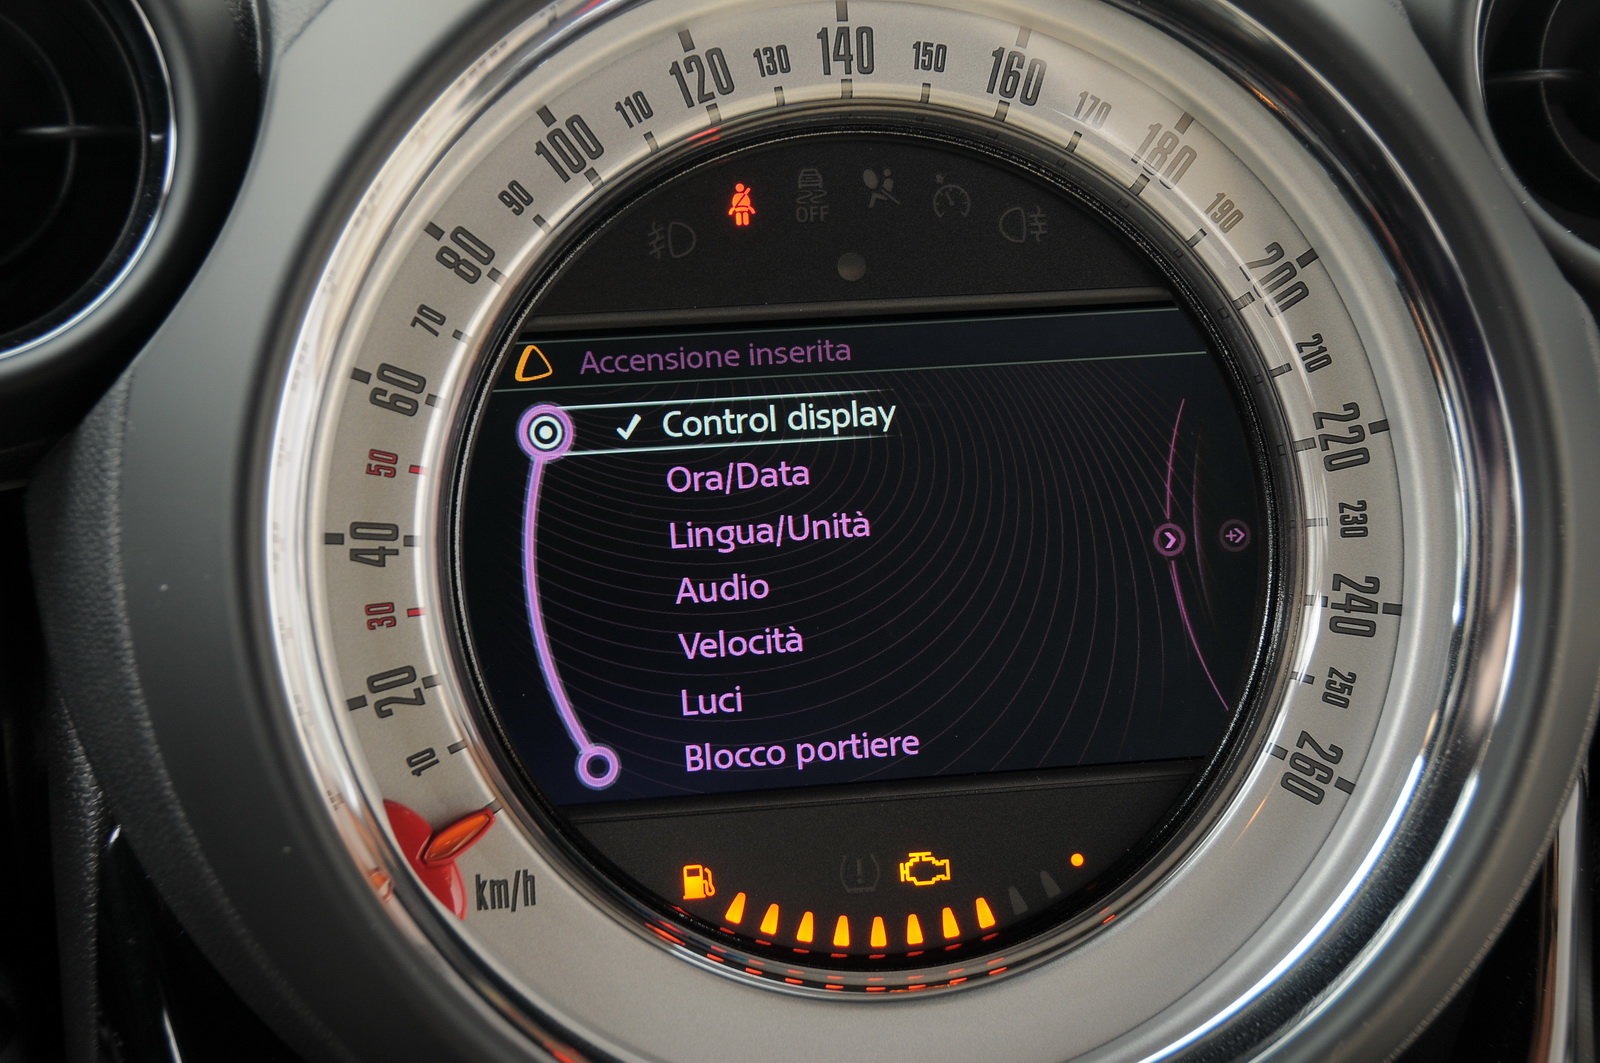 10
20
30
40
50
60
70
80
90
100
110
120
130
140
150
160
170
180
190
200
210
220
230
240
250
260
OFF
Accensione inserita
Control display
Ora/Data
Lingua/Unità
Audio
Velocità
Luci
Blocco portiere
km/h